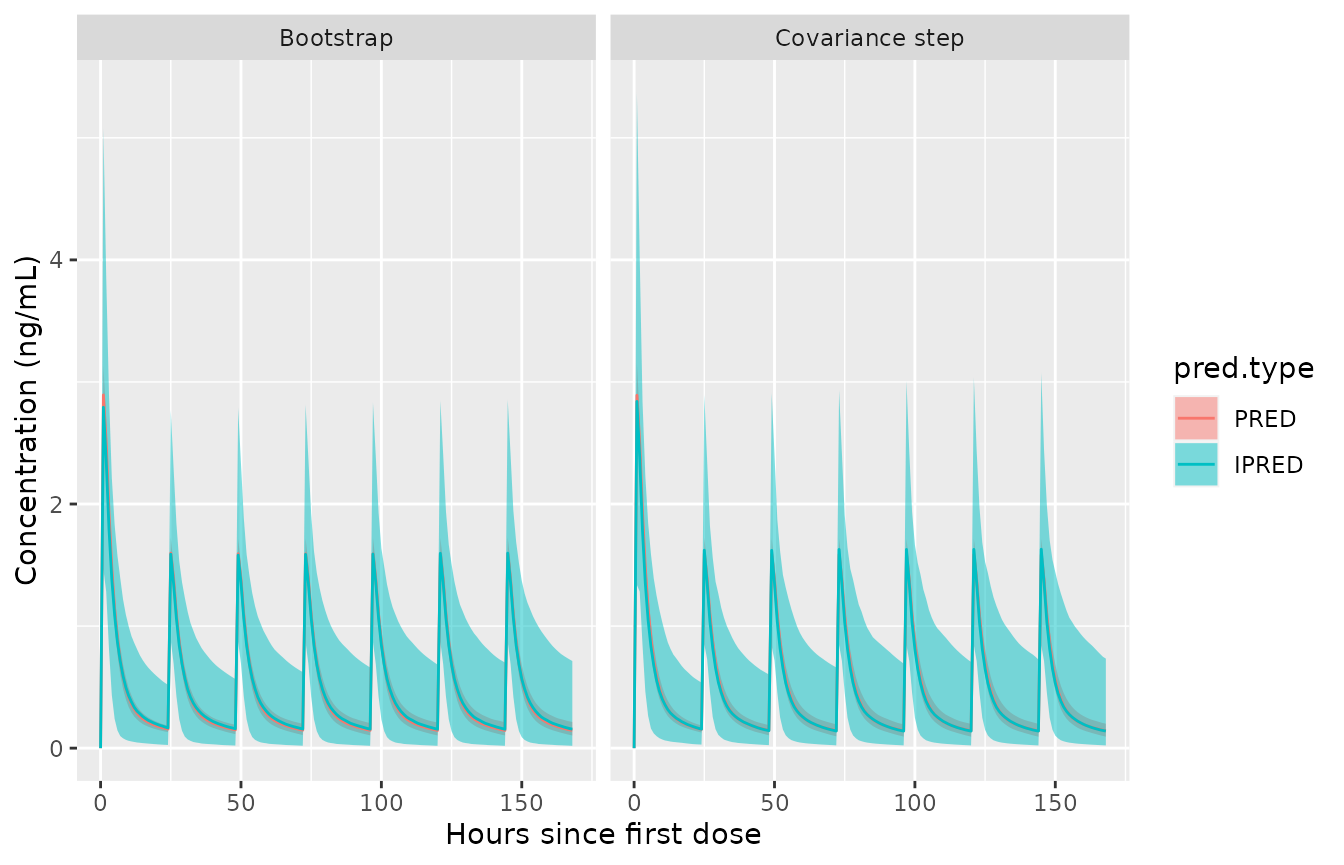 Bootstrap
Covariance step
Concentration (ng/mL)
4
2
0
0
50
100
150
0
50
100
150
Hours since first dose
pred.type
PRED
IPRED